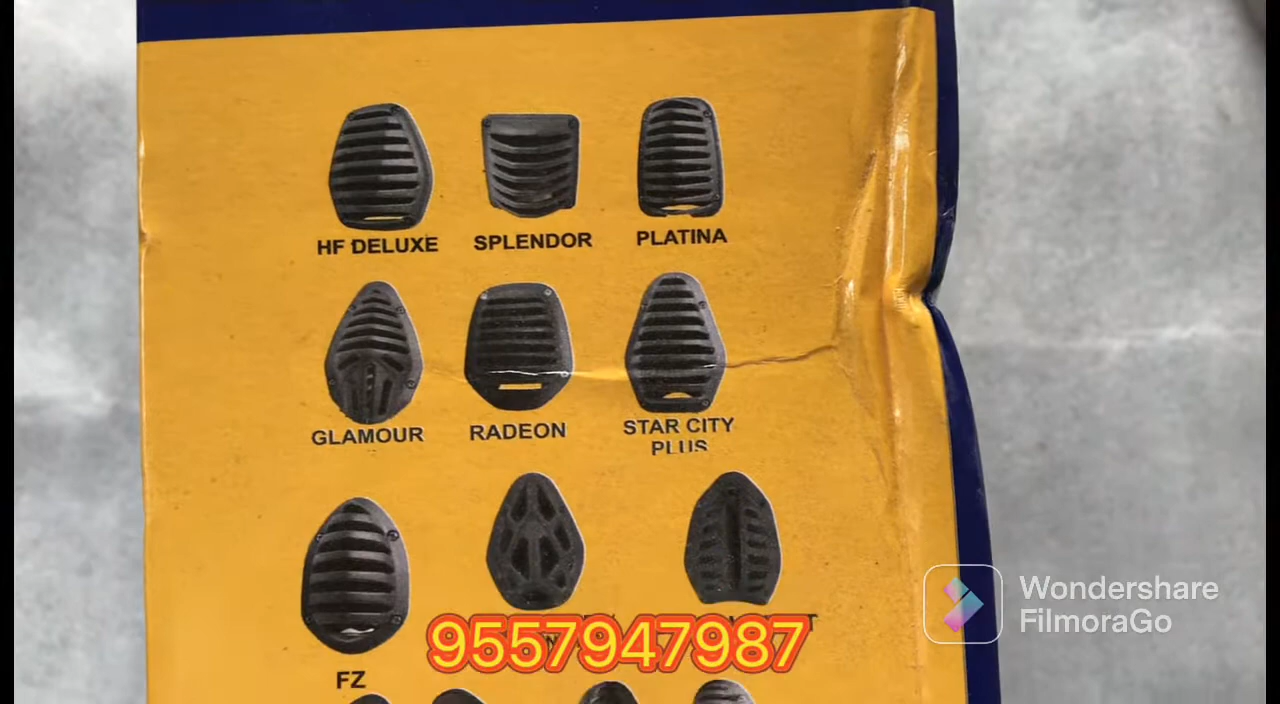 HF DELUXE
SPLENDOR
PLATINA
GLAMOUR
RADEON
STAR CITY
PLUS
FZ
9557947987
Wondershare
FilmoraGo